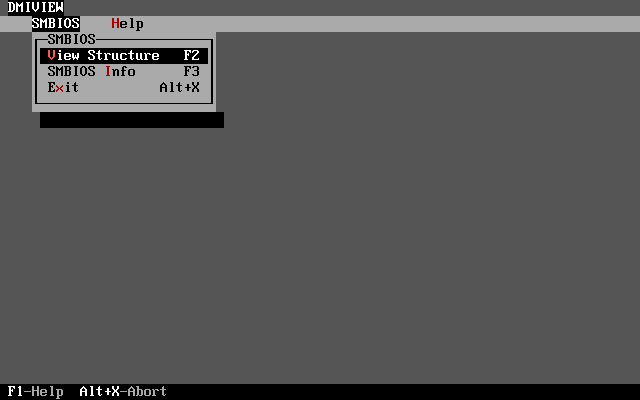 DMIVIEW
SMBIOS Help
SMBIOS
View Structure F2
SMBIOS Info F3
Exit Alt+X
F1-Help Alt+X-Abort